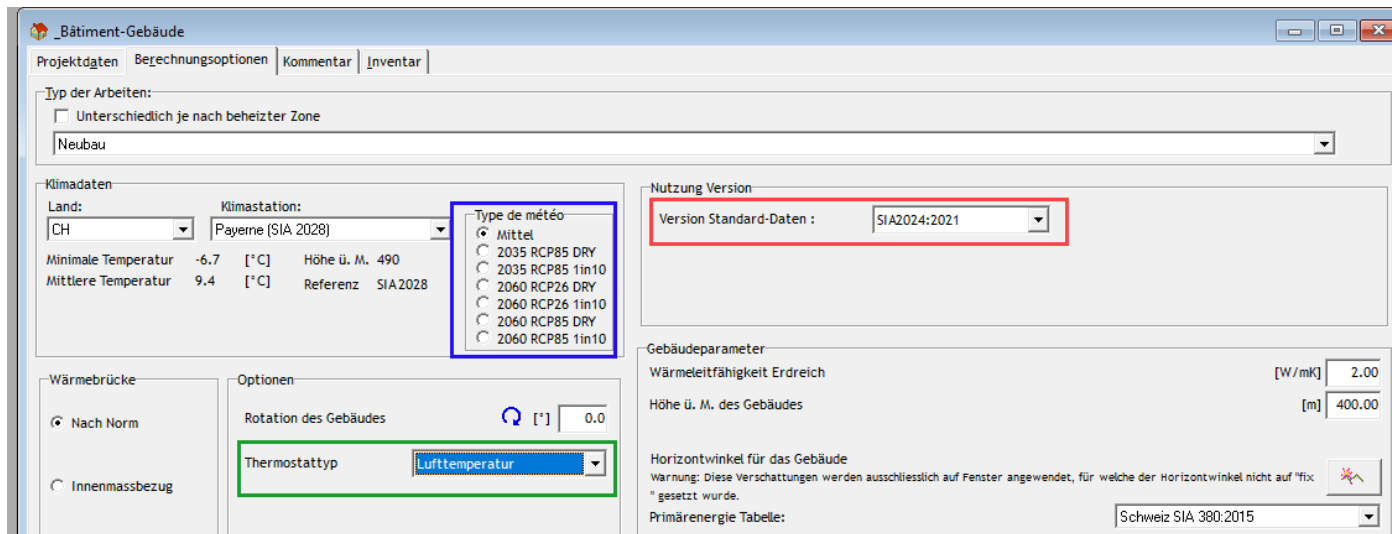 _Bâtiment-Gebäude
Projektdaten Berechnungsoptionen Kommentar Inventar
Typ der Arbeiten:
Unterschiedlich je nach beheizter Zone
Neubau
Klimadaten
Land: Klimastation:
CH Payerne (SIA 2028)
Minimale Temperatur -6.7 [°C] Höhe ü. M. 490
Mittlere Temperatur 9.4 [°C] Referenz SIA2028
Type de météo
Mittel
2035 RCP85 DRY
2035 RCP85 1in10
2060 RCP26 DRY
2060 RCP26 1in10
2060 RCP85 DRY
2060 RCP85 1in10
Nutzung Version
Version Standard-Daten : SIA2024:2021
Wärmebrücke
Nach Norm
Innenmassbezug
Optionen
Rotation des Gebäudes [°] 0.0
Thermostattyp Lufttemperatur
Gebäudeparameter
Wärmeleitfähigkeit Erdreich [W/mK] 2.00
Höhe ü. M. des Gebäudes [m] 400.00
Horizontwinkel für das Gebäude
Warnung: Diese Verschattungen werden ausschliesslich auf Fenster angewendet, für welche der Horizontwinkel nicht auf "fix
" gesetzt wurde.
Primärenergie Tabelle: Schweiz SIA 380:2015